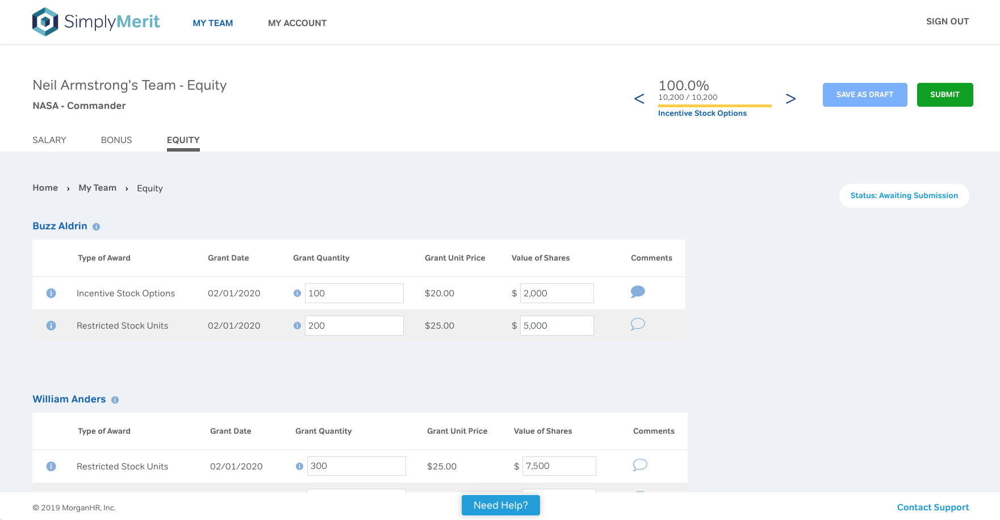 SimplyMerit MY TEAM MY ACCOUNT SIGN OUT
Neil Armstrong's Team - Equity
NASA - Commander
< 100.0% >
10,200 / 10,200
Incentive Stock Options
SAVE AS DRAFT SUBMIT
SALARY BONUS EQUITY
Home › My Team › Equity
Status: Awaiting Submission
Buzz Aldrin i
Type of Award Grant Date Grant Quantity Grant Unit Price Value of Shares Comments
i Incentive Stock Options 02/01/2020 i 100 $20.00 $ 2,000
i Restricted Stock Units 02/01/2020 i 200 $25.00 $ 5,000
William Anders i
Type of Award Grant Date Grant Quantity Grant Unit Price Value of Shares Comments
i Restricted Stock Units 02/01/2020 i 300 $25.00 $ 7,500
© 2019 MorganHR, Inc. Need Help? Contact Support